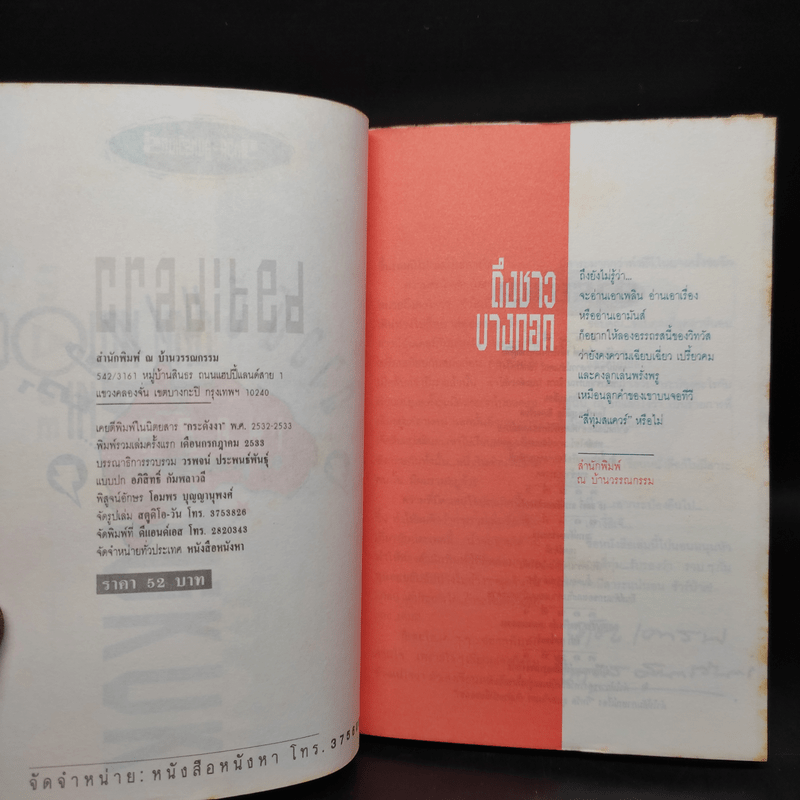 สำนักพิมพ์ ณ บ้านวรรณกรรม
542/3161 หมู่บ้านสินธร ถนนแฮปปี้แลนด์สาย 1
แขวงคลองจั่น เขตบางกะปิ กรุงเทพฯ 10240
เคยตีพิมพ์ในนิตยสาร "กระดังงา" พ.ศ. 2532-2533
พิมพ์รวมเล่มครั้งแรก เดือนกรกฎาคม 2533
บรรณาธิการรวบรวม วรพจน์ ประพนธ์พันธุ์
แบบปก อภิสิทธิ์ กัมพลาวลี
พิสูจน์อักษร โอมพร บุญญานุพงศ์
จัดรูปเล่ม สตูดิโอ-วัน โทร. 3753826
จัดพิมพ์ที่ ดีแอนด์เอส โทร. 2820343
จัดจำหน่ายทั่วประเทศ หนังสือหนังหา
ราคา 52 บาท
จัดจำหน่าย: หนังสือหนังหา โทร. 375
ถึงชาว
บางกอก
ถึงยังไม่รู้ว่า...
จะอ่านเอาเพลิน อ่านเอาเรื่อง
หรืออ่านเอามันส์
ก็อยากให้ลองอรรถรสนี้ของวิทวัส
ว่ายังคงความเฉียบเฉี่ยว เปรี้ยวคม
และคงลูกเล่นพรั่งพรู
เหมือนลูกคำของเขาบนจอทีวี
"สี่ทุ่มสแควร์" หรือไม่
สำนักพิมพ์
ณ บ้านวรรณกรรม